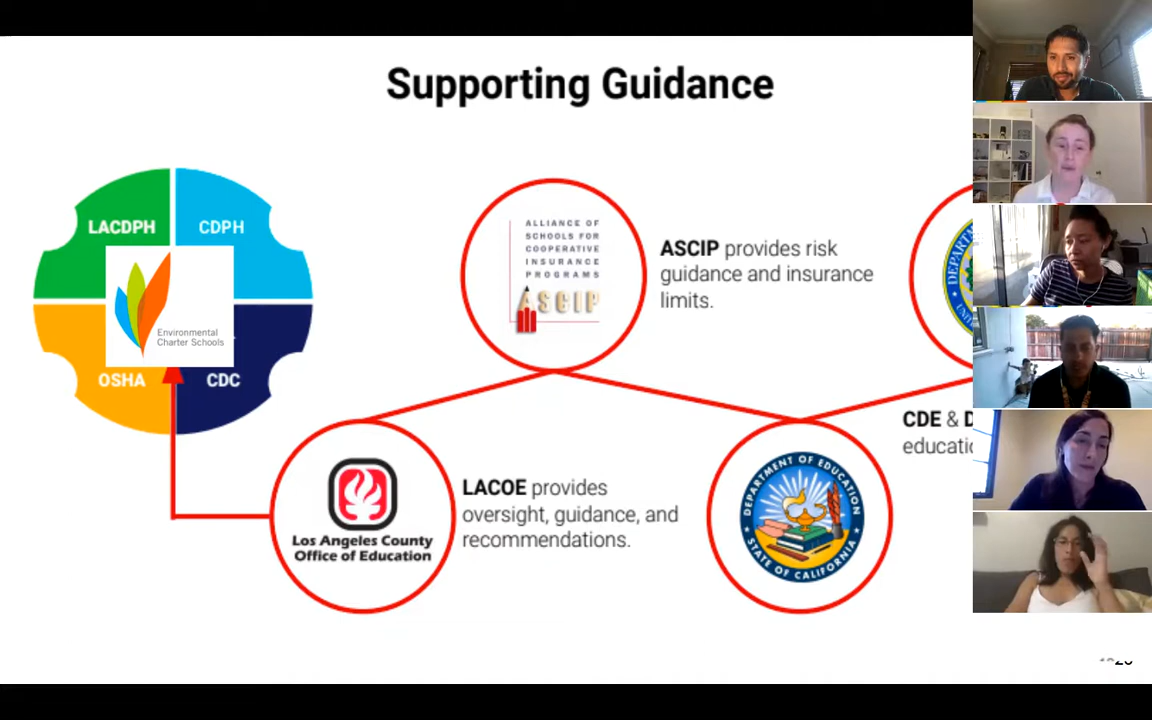 Supporting Guidance
LACDPH
CDPH
Environmental
Charter Schools
OSHA
CDC
ALLIANCE OF
SCHOOLS FOR
COOPERATIVE
INSURANCE
PROGRAMS
ASCIP
ASCIP provides risk
guidance and insurance
limits.
Los Angeles County
Office of Education
LACOE provides
oversight, guidance, and
recommendations.
DEPARTMENT OF EDUCATION
STATE OF CALIFORNIA
CDE & D
educatio